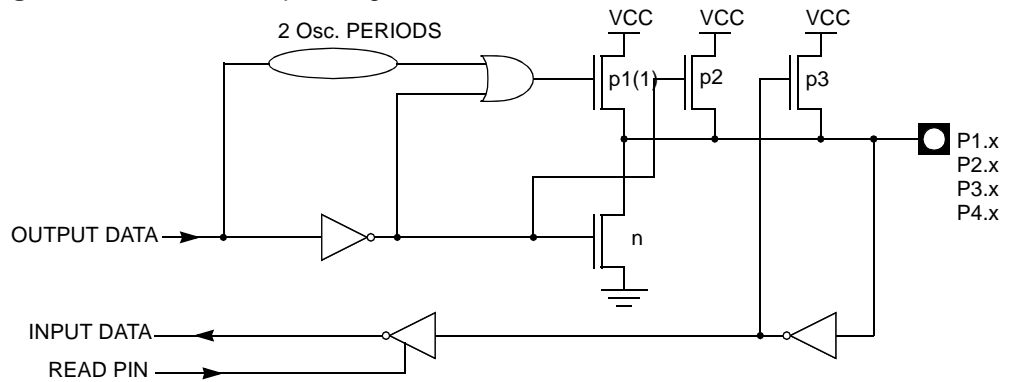 2 Osc. PERIODS
VCC
VCC
VCC
p1(1)
p2
p3
P1.x
P2.x
P3.x
P4.x
OUTPUT DATA
n
INPUT DATA
READ PIN